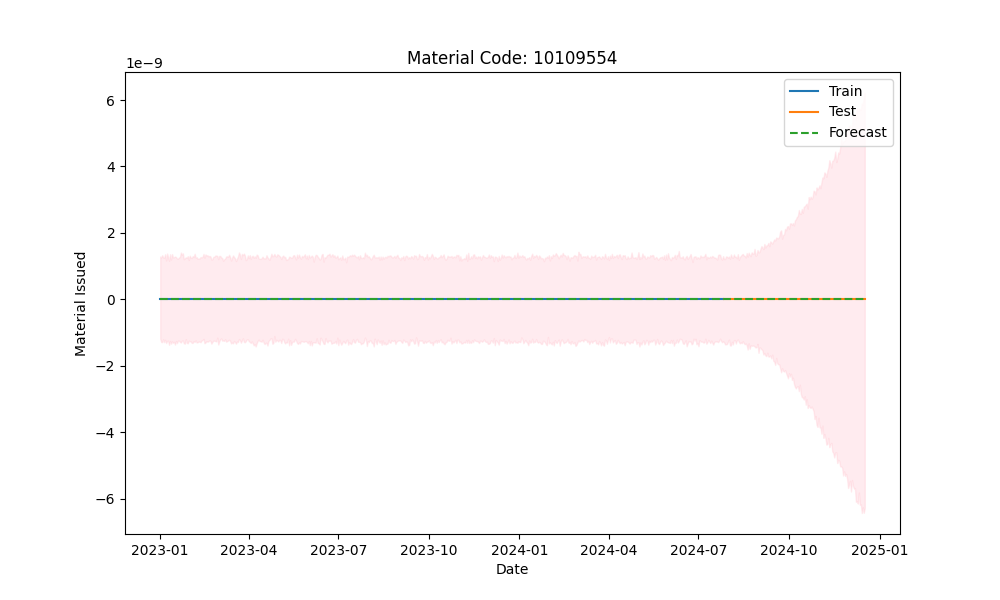 Material Code: 10109554
1e−9
Train
Test
Forecast
6
4
2
0
−2
−4
−6
Material Issued
2023-01 2023-04 2023-07 2023-10 2024-01 2024-04 2024-07 2024-10 2025-01
Date